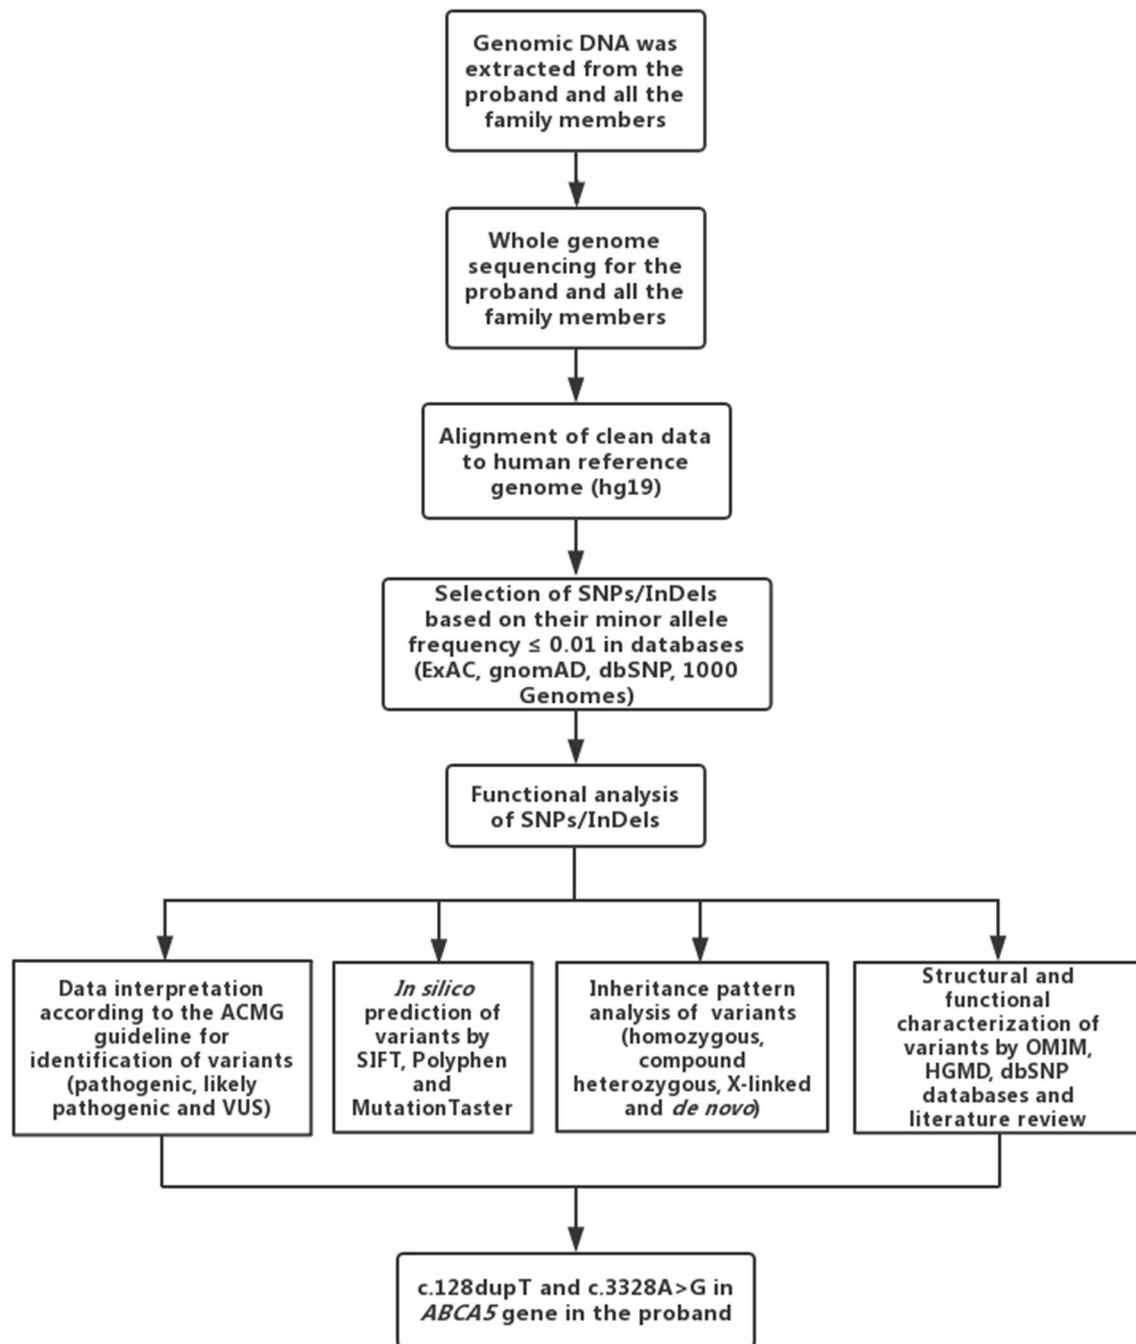 Genomic DNA was
extracted from the
proband and all the
family members
Whole genome
sequencing for the
proband and all the
family members
Alignment of clean data
to human reference
genome (hg19)
Selection of SNPs/InDels
based on their minor allele
frequency ≤ 0.01 in databases
(ExAC, gnomAD, dbSNP, 1000
Genomes)
Functional analysis
of SNPs/InDels
Data interpretation
according to the ACMG
guideline for
identification of variants
(pathogenic, likely
pathogenic and VUS)
In silico
prediction of
variants by
SIFT, Polyphen
and
MutationTaster
Inheritance pattern
analysis of variants
(homozygous,
compound
heterozygous, X-linked
and de novo)
Structural and
functional
characterization of
variants by OMIM,
HGMD, dbSNP
databases and
literature review
c.128dupT and c.3328A>G in
ABCA5 gene in the proband